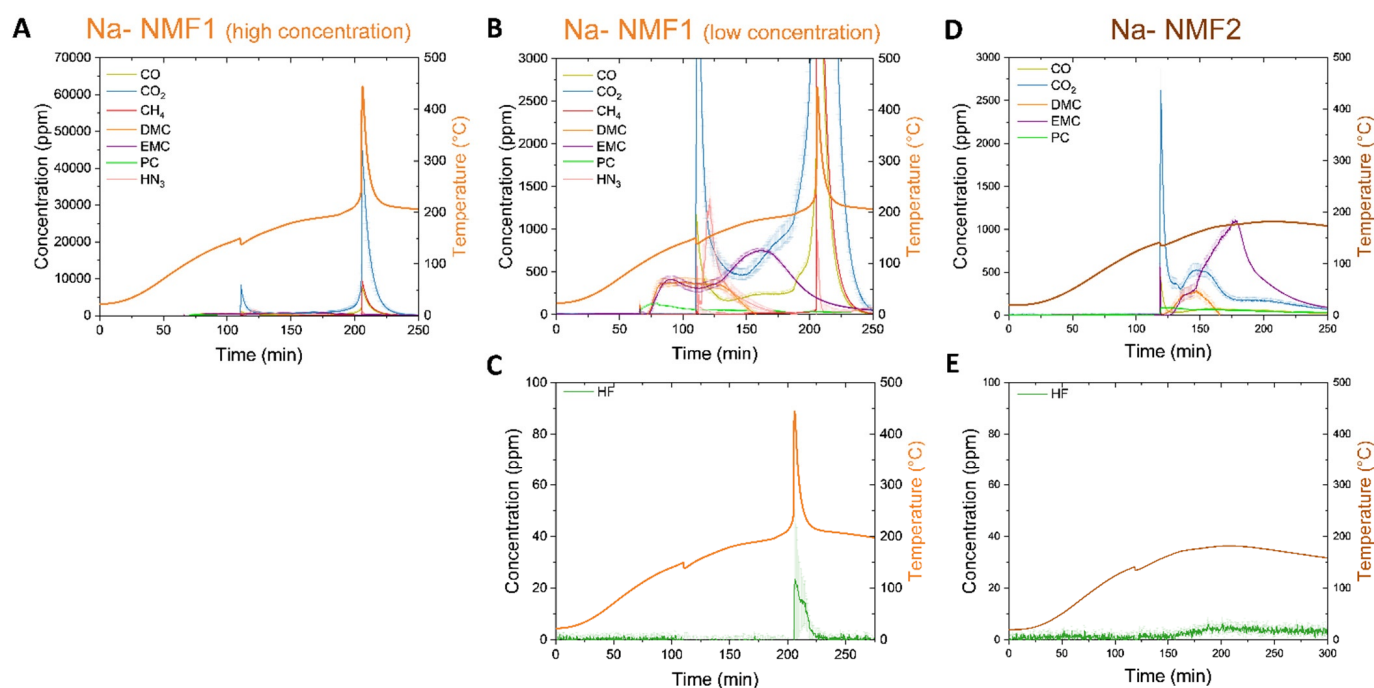 A
Na- NMF1 (high concentration)
70000
60000
50000
40000
30000
20000
10000
0
Concentration (ppm)
CO
CO2
CH4
DMC
EMC
PC
HN3
500
400
300
200
100
0
Temperature (°C)
0
50
100
150
200
250
Time (min)
B
Na- NMF1 (low concentration)
3000
2500
2000
1500
1000
500
0
Concentration (ppm)
CO
CO2
CH4
DMC
EMC
PC
HN3
500
400
300
200
100
0
Temperature (°C)
0
50
100
150
200
250
Time (min)
D
Na- NMF2
3000
2500
2000
1500
1000
500
0
Concentration (ppm)
CO
CO2
DMC
EMC
PC
500
400
300
200
100
0
Temperature (°C)
0
50
100
150
200
250
Time (min)
C
100
80
60
40
20
0
Concentration (ppm)
HF
500
400
300
200
100
0
Temperature (°C)
0
50
100
150
200
250
Time (min)
E
100
80
60
40
20
0
Concentration (ppm)
HF
500
400
300
200
100
0
Temperature (°C)
0
50
100
150
200
250
300
Time (min)